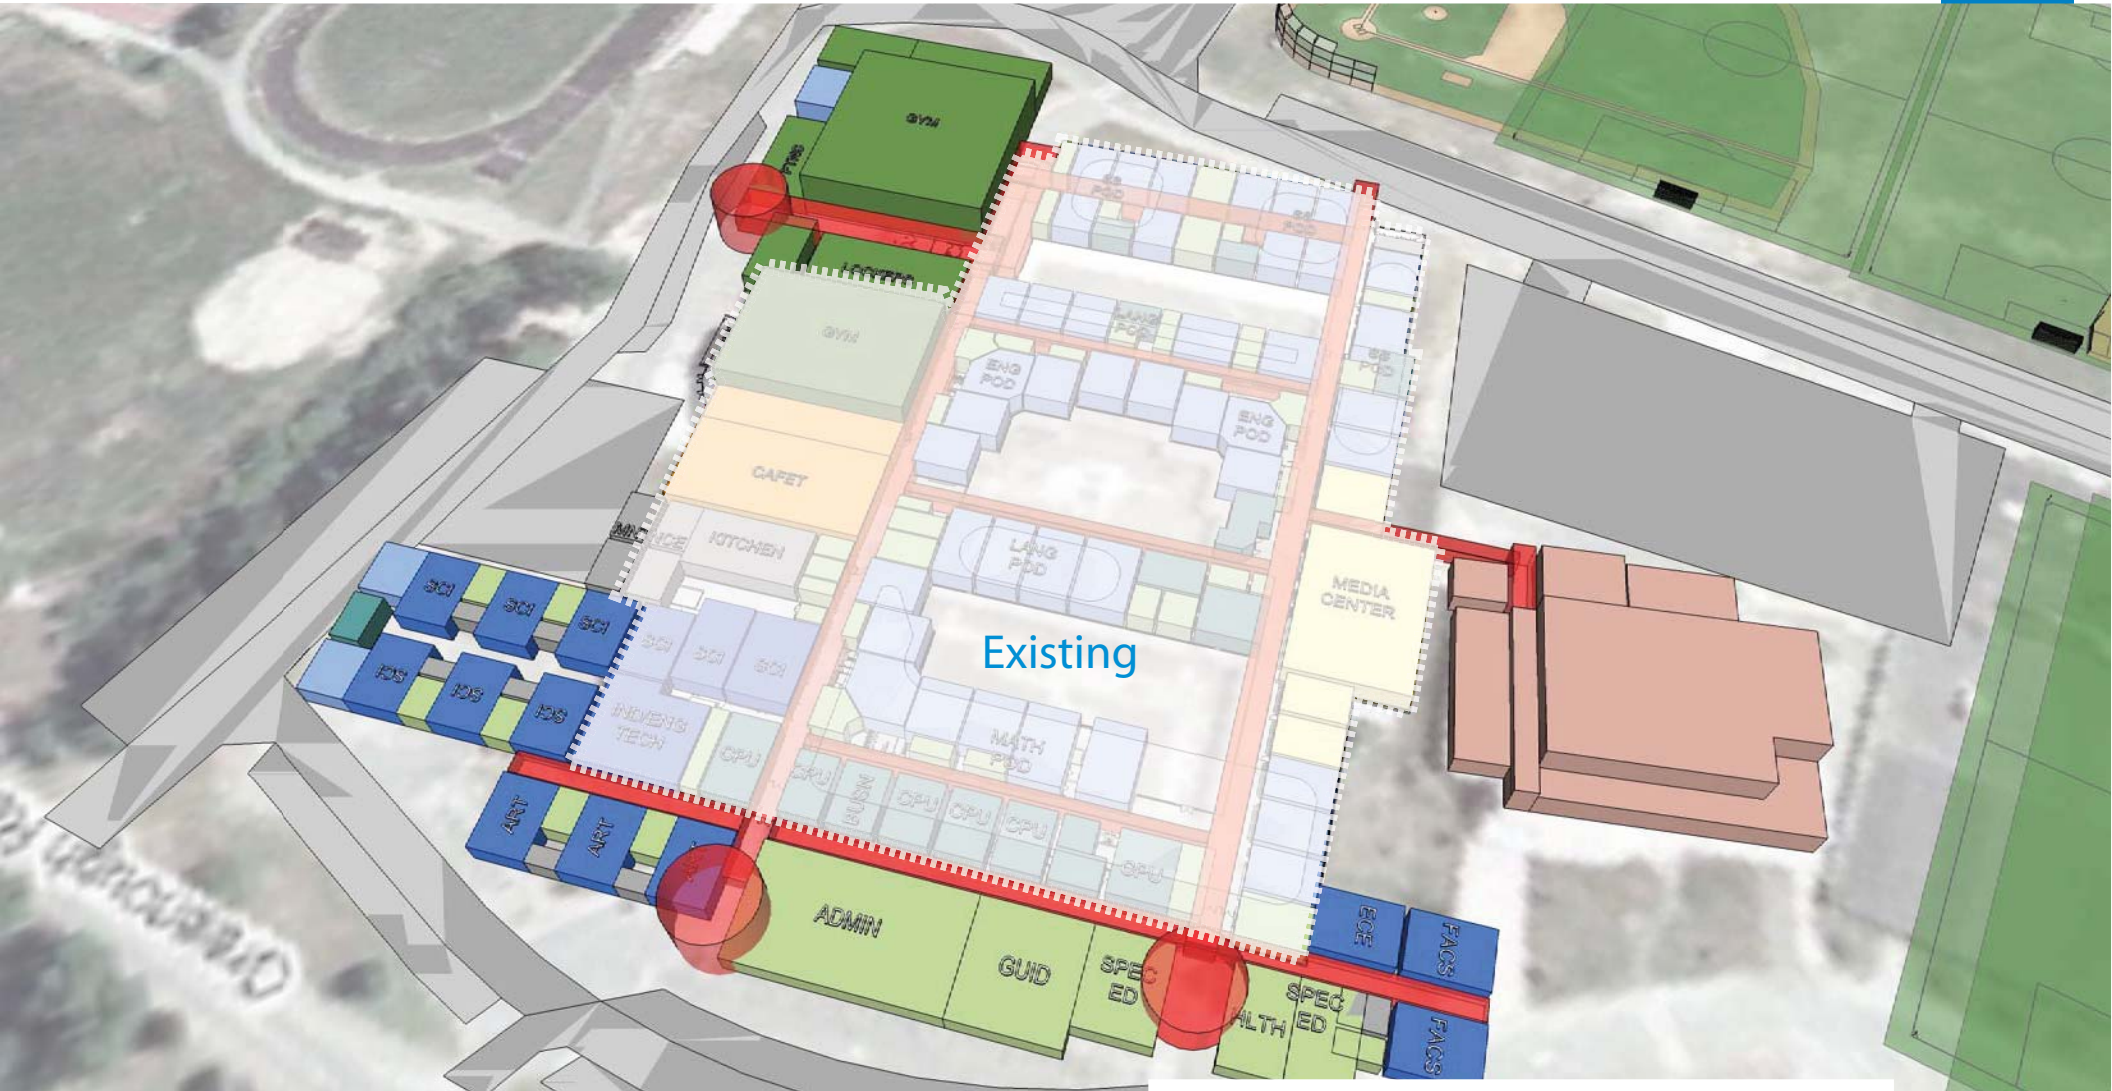 GYM
LOCKERS
SS
POD
SS
POD
GYM
LANG
POD
SS
POD
ENG
POD
ENG
POD
CAFET
KITCHEN
LANG
POD
MEDIA
CENTER
SCI
SCI
SCI
SCI
SCI
SCI
Existing
IDS
IDS
IDS
IND/ENG
TECH
CPU
MATH
POD
CPU
BUSN
CPU
CPU
CPU
CPU
ART
ART
ADMIN
GUID
SPEC
ED
HLTH
SPEC
ED
ECE
FACS
FACS